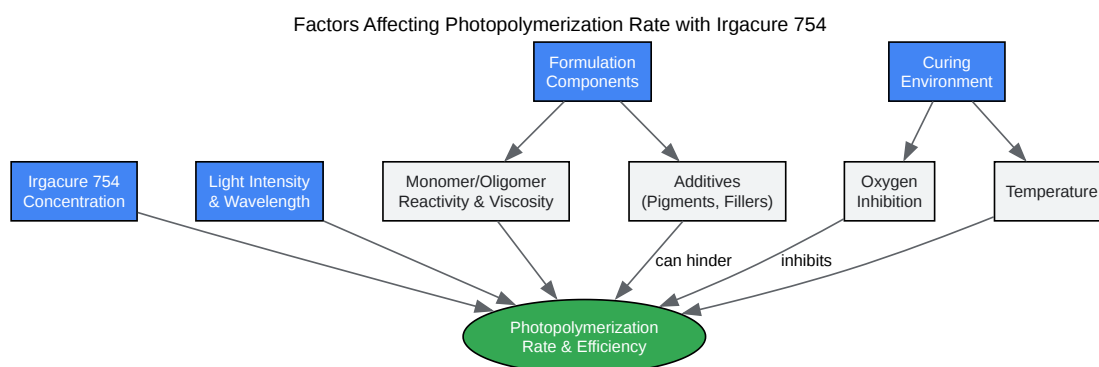 Factors Affecting Photopolymerization Rate with Irgacure 754
Formulation
Components
Curing
Environment
Irgacure 754
Concentration
Light Intensity
& Wavelength
Monomer/Oligomer
Reactivity & Viscosity
Additives
(Pigments, Fillers)
Oxygen
Inhibition
Temperature
can hinder
inhibits
Photopolymerization
Rate & Efficiency